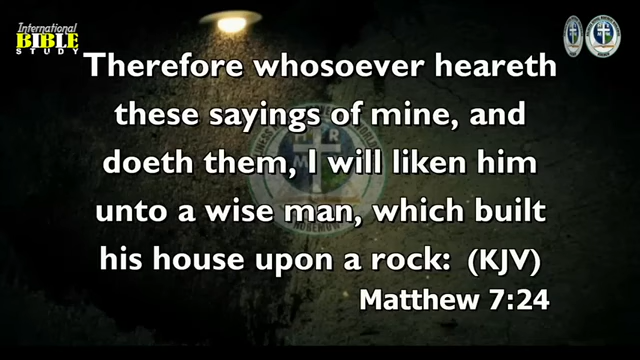 International
BIBLE
STUDY
Therefore whosoever heareth
these sayings of mine, and
doeth them, I will liken him
unto a wise man, which built
his house upon a rock: (KJV)
Matthew 7:24